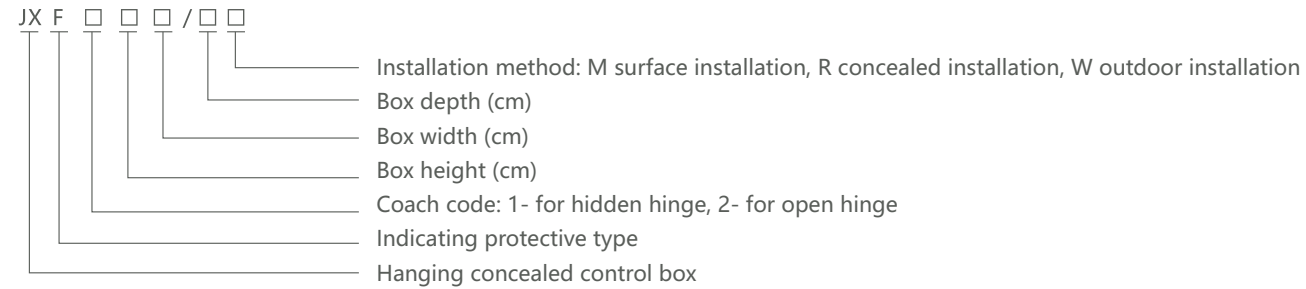 JX F □ □ □ / □ □
Installation method: M surface installation, R concealed installation, W outdoor installation
Box depth (cm)
Box width (cm)
Box height (cm)
Coach code: 1- for hidden hinge, 2- for open hinge
Indicating protective type
Hanging concealed control box